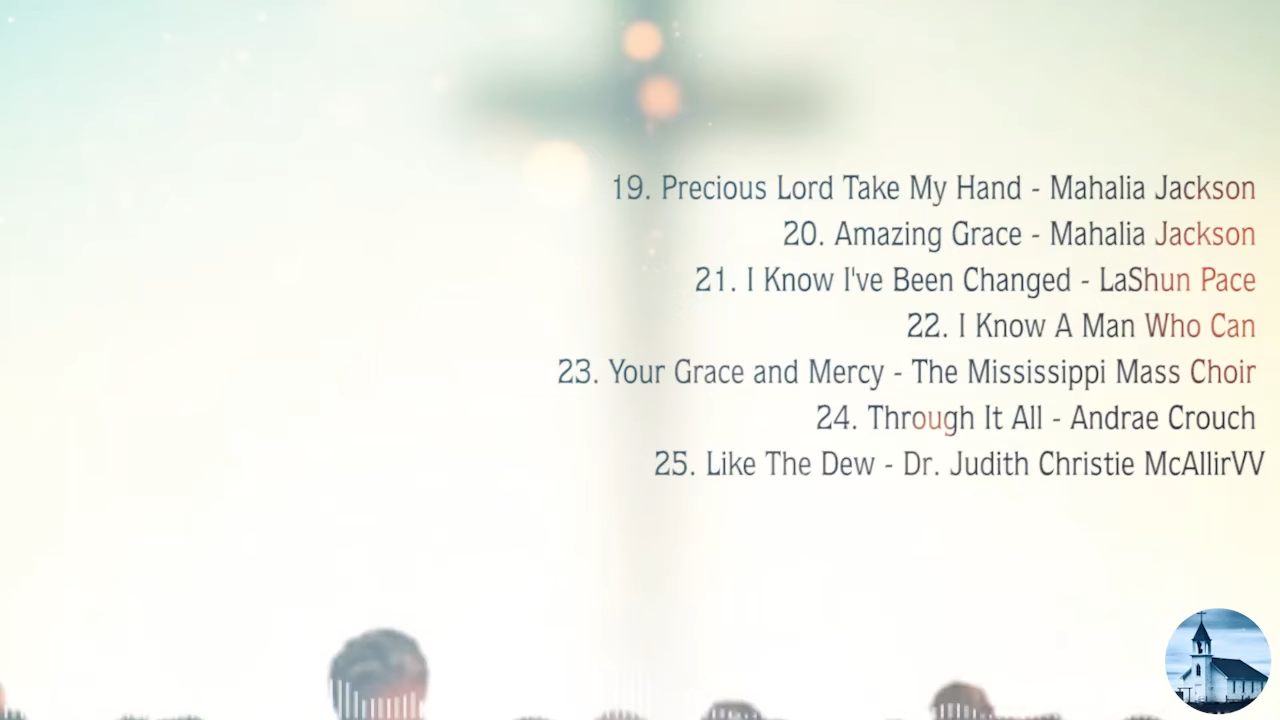 19. Precious Lord Take My Hand - Mahalia Jackson
20. Amazing Grace - Mahalia Jackson
21. I Know I've Been Changed - LaShun Pace
22. I Know A Man Who Can
23. Your Grace and Mercy - The Mississippi Mass Choir
24. Through It All - Andrae Crouch
25. Like The Dew - Dr. Judith Christie McAllirVV